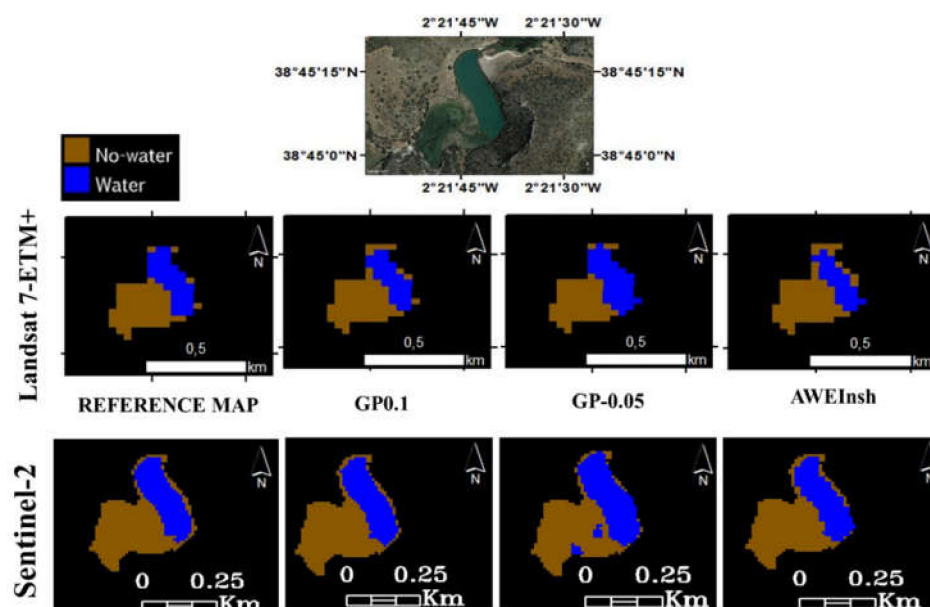 2°21'45"W 2°21'30"W
38°45'15"N 38°45'15"N
38°45'0"N 38°45'0"N
2°21'45"W 2°21'30"W
No-water
Water
Landsat 7-ETM+
N N N N
0,5 0,5 0,5 0,5
km km km km
REFERENCE MAP GP0.1 GP-0.05 AWEInsh
Sentinel-2
N N N N
0 0.25 0 0.25 0 0.25 0 0.25
Km Km Km Km